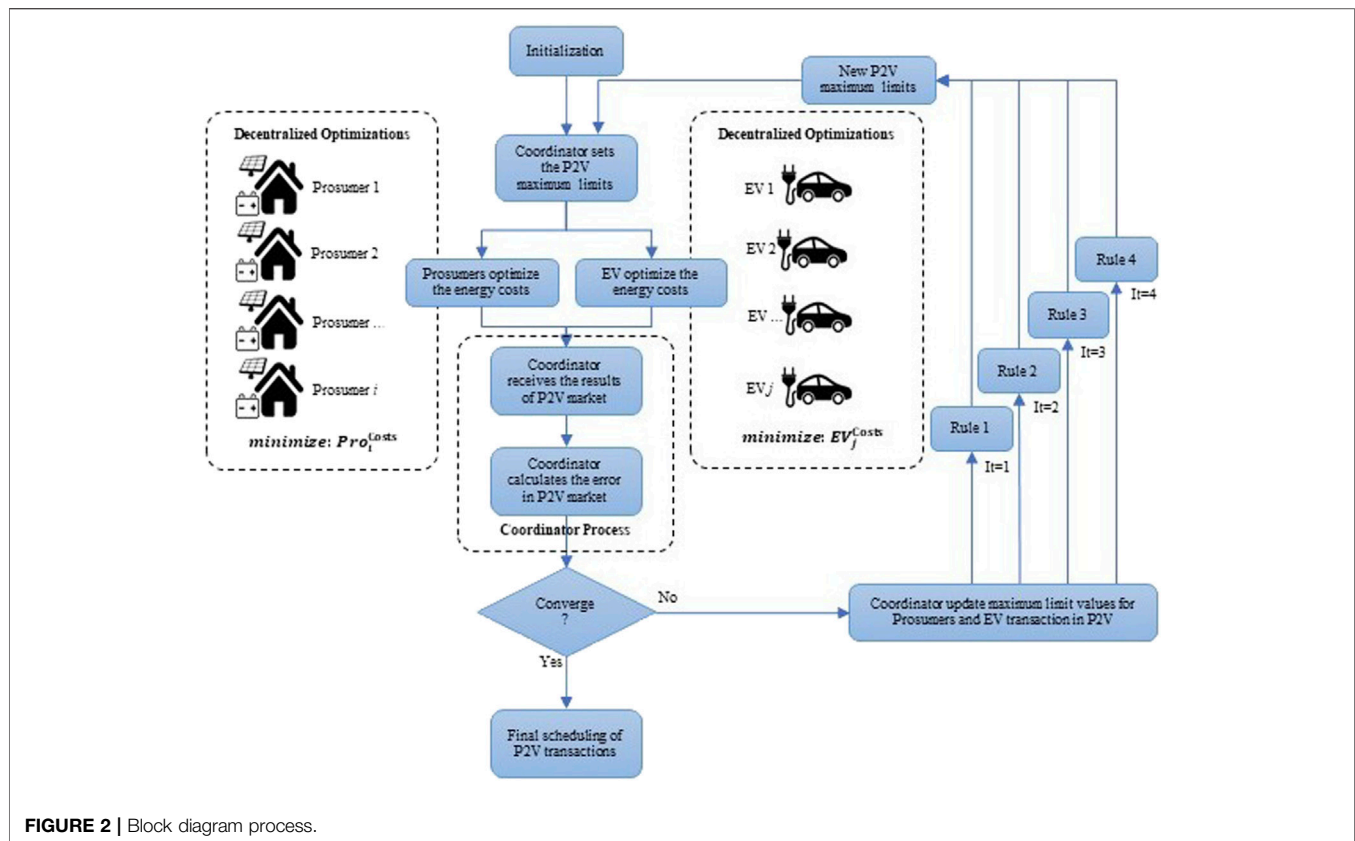 Initialization
New P2V
maximum limits
Decentralized Optimizations
Prosumer 1
Prosumer 2
Prosumer ...
Prosumer i
minimize: Pro_i^Costs
Coordinator sets
the P2V
maximum limits
Decentralized Optimizations
EV 1
EV 2
EV ...
EV j
minimize: EV_j^Costs
Prosumers optimize
the energy costs
EV optimize the
energy costs
Coordinator
receives the results
of P2V market
Coordinator
calculates the error
in P2V market
Coordinator Process
Rule 4
It=4
Rule 3
It=3
Rule 2
It=2
Rule 1
It=1
Converge
?
No
Yes
Coordinator update maximum limit values for
Prosumers and EV transaction in P2V
Final scheduling of
P2V transactions
FIGURE 2 | Block diagram process.